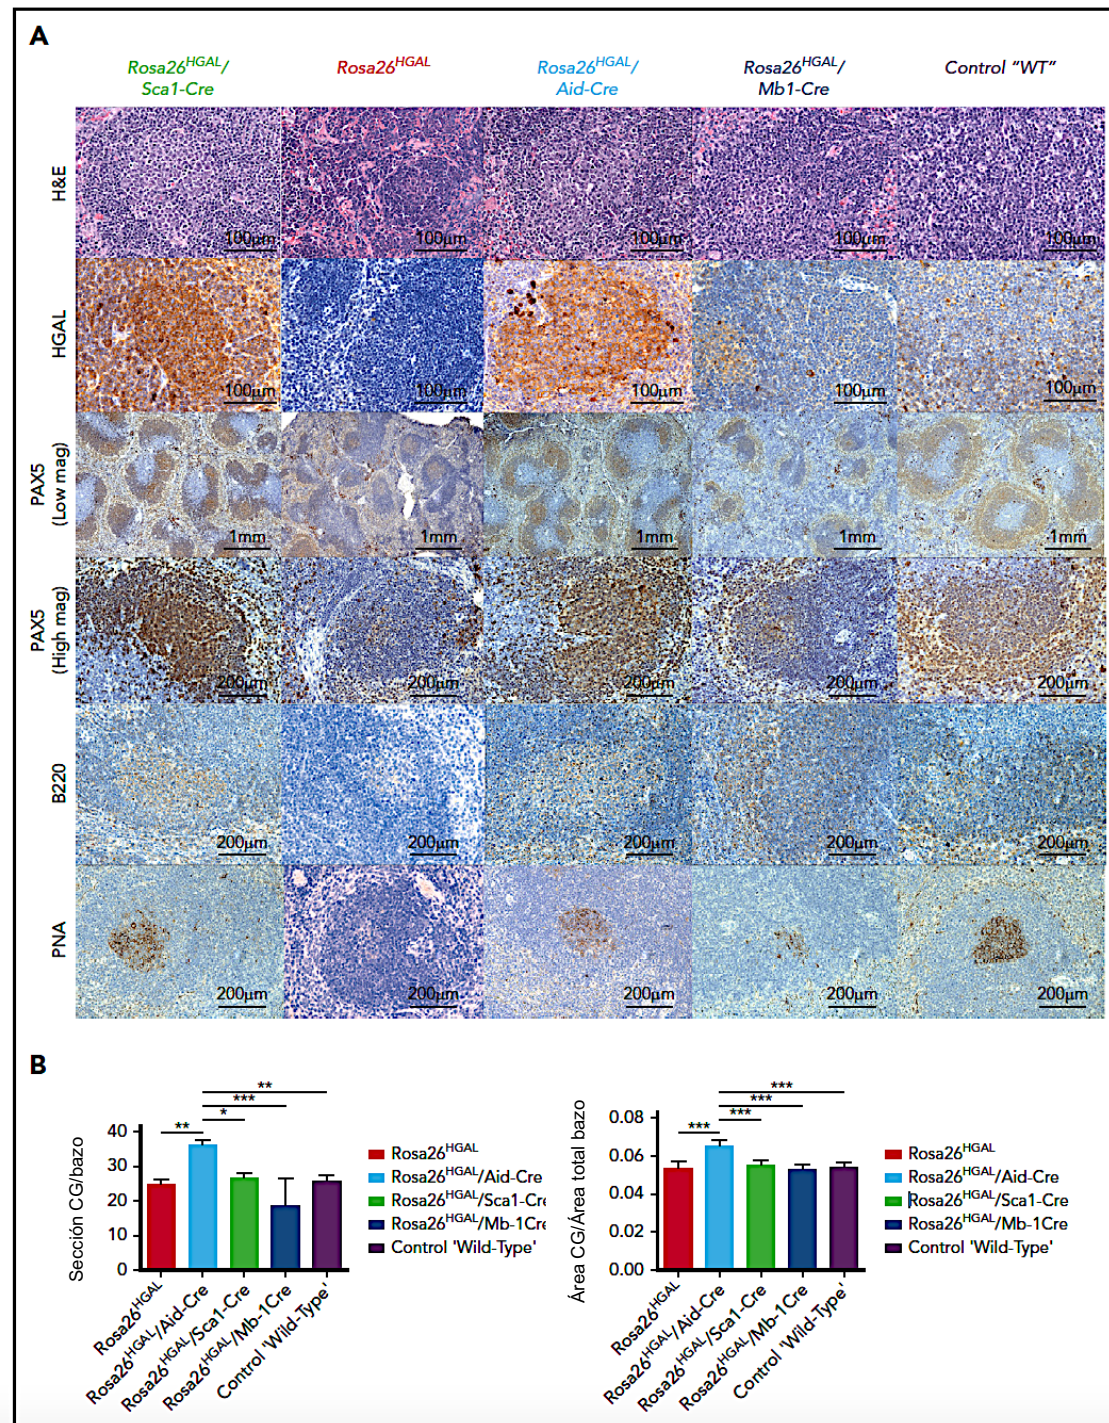 A
Rosa26HGAL/
Sca1-Cre
Rosa26HGAL
Rosa26HGAL/
Aid-Cre
Rosa26HGAL/
Mb1-Cre
Control “WT”
H&E
100µm
100µm
100µm
100µm
100µm
HGAL
100µm
100µm
100µm
100µm
100µm
PAX5
(Low mag)
1mm
1mm
1mm
1mm
1mm
PAX5
(High mag)
200µm
200µm
200µm
200µm
200µm
B220
200µm
200µm
200µm
200µm
200µm
PNA
200µm
200µm
200µm
200µm
200µm
B
Sección CG/bazo
40
30
20
10
0
**
***
*
**
Rosa26HGAL
Rosa26HGAL/Aid-Cre
Rosa26HGAL/Sca1-Cre
Rosa26HGAL/Mb-1Cre
Control 'Wild-Type'
Rosa26HGAL
Rosa26HGAL/Aid-Cre
Rosa26HGAL/Sca1-Cr
Rosa26HGAL/Mb-1Cre
Control 'Wild-Type'
Área CG/Área total bazo
0.08
0.06
0.04
0.02
0.00
***
***
***
***
Rosa26HGAL
Rosa26HGAL/Aid-Cre
Rosa26HGAL/Sca1-Cre
Rosa26HGAL/Mb-1Cre
Control 'Wild-Type'
Rosa26HGAL
Rosa26HGAL/Aid-Cre
Rosa26HGAL/Sca1-Cr
Rosa26HGAL/Mb-1Cre
Control 'Wild-Type'